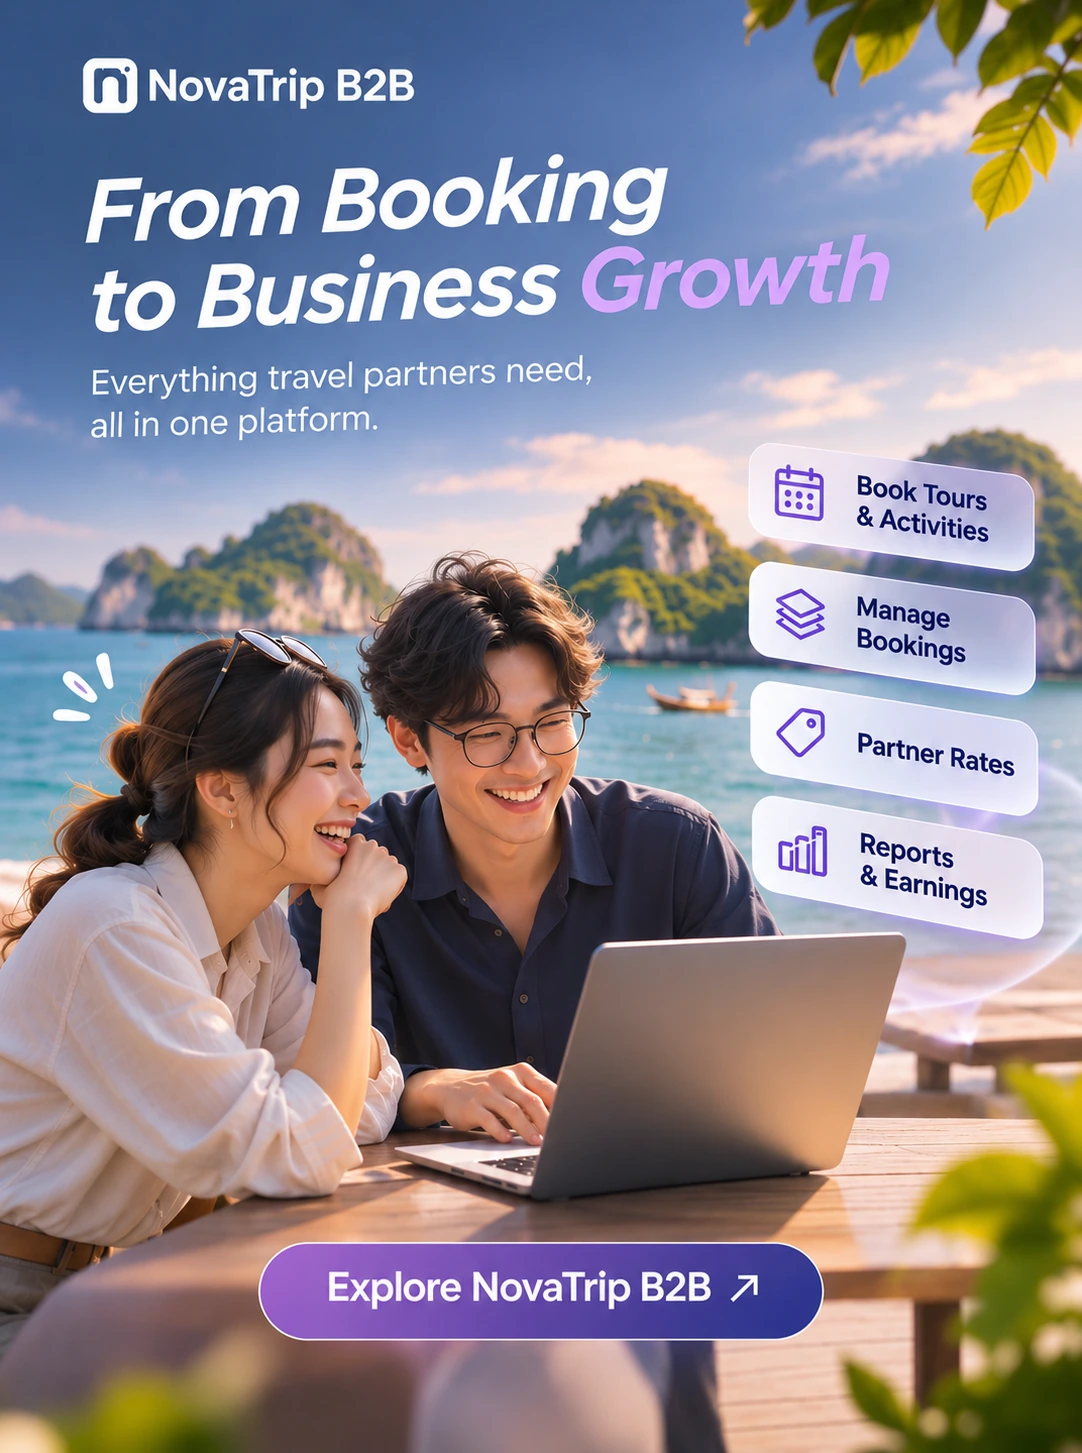 NovaTrip B2B
From Booking
to Business Growth
Everything travel partners need,
all in one platform.
Book Tours
& Activities
Manage
Bookings
Partner Rates
Reports
& Earnings
Explore NovaTrip B2B